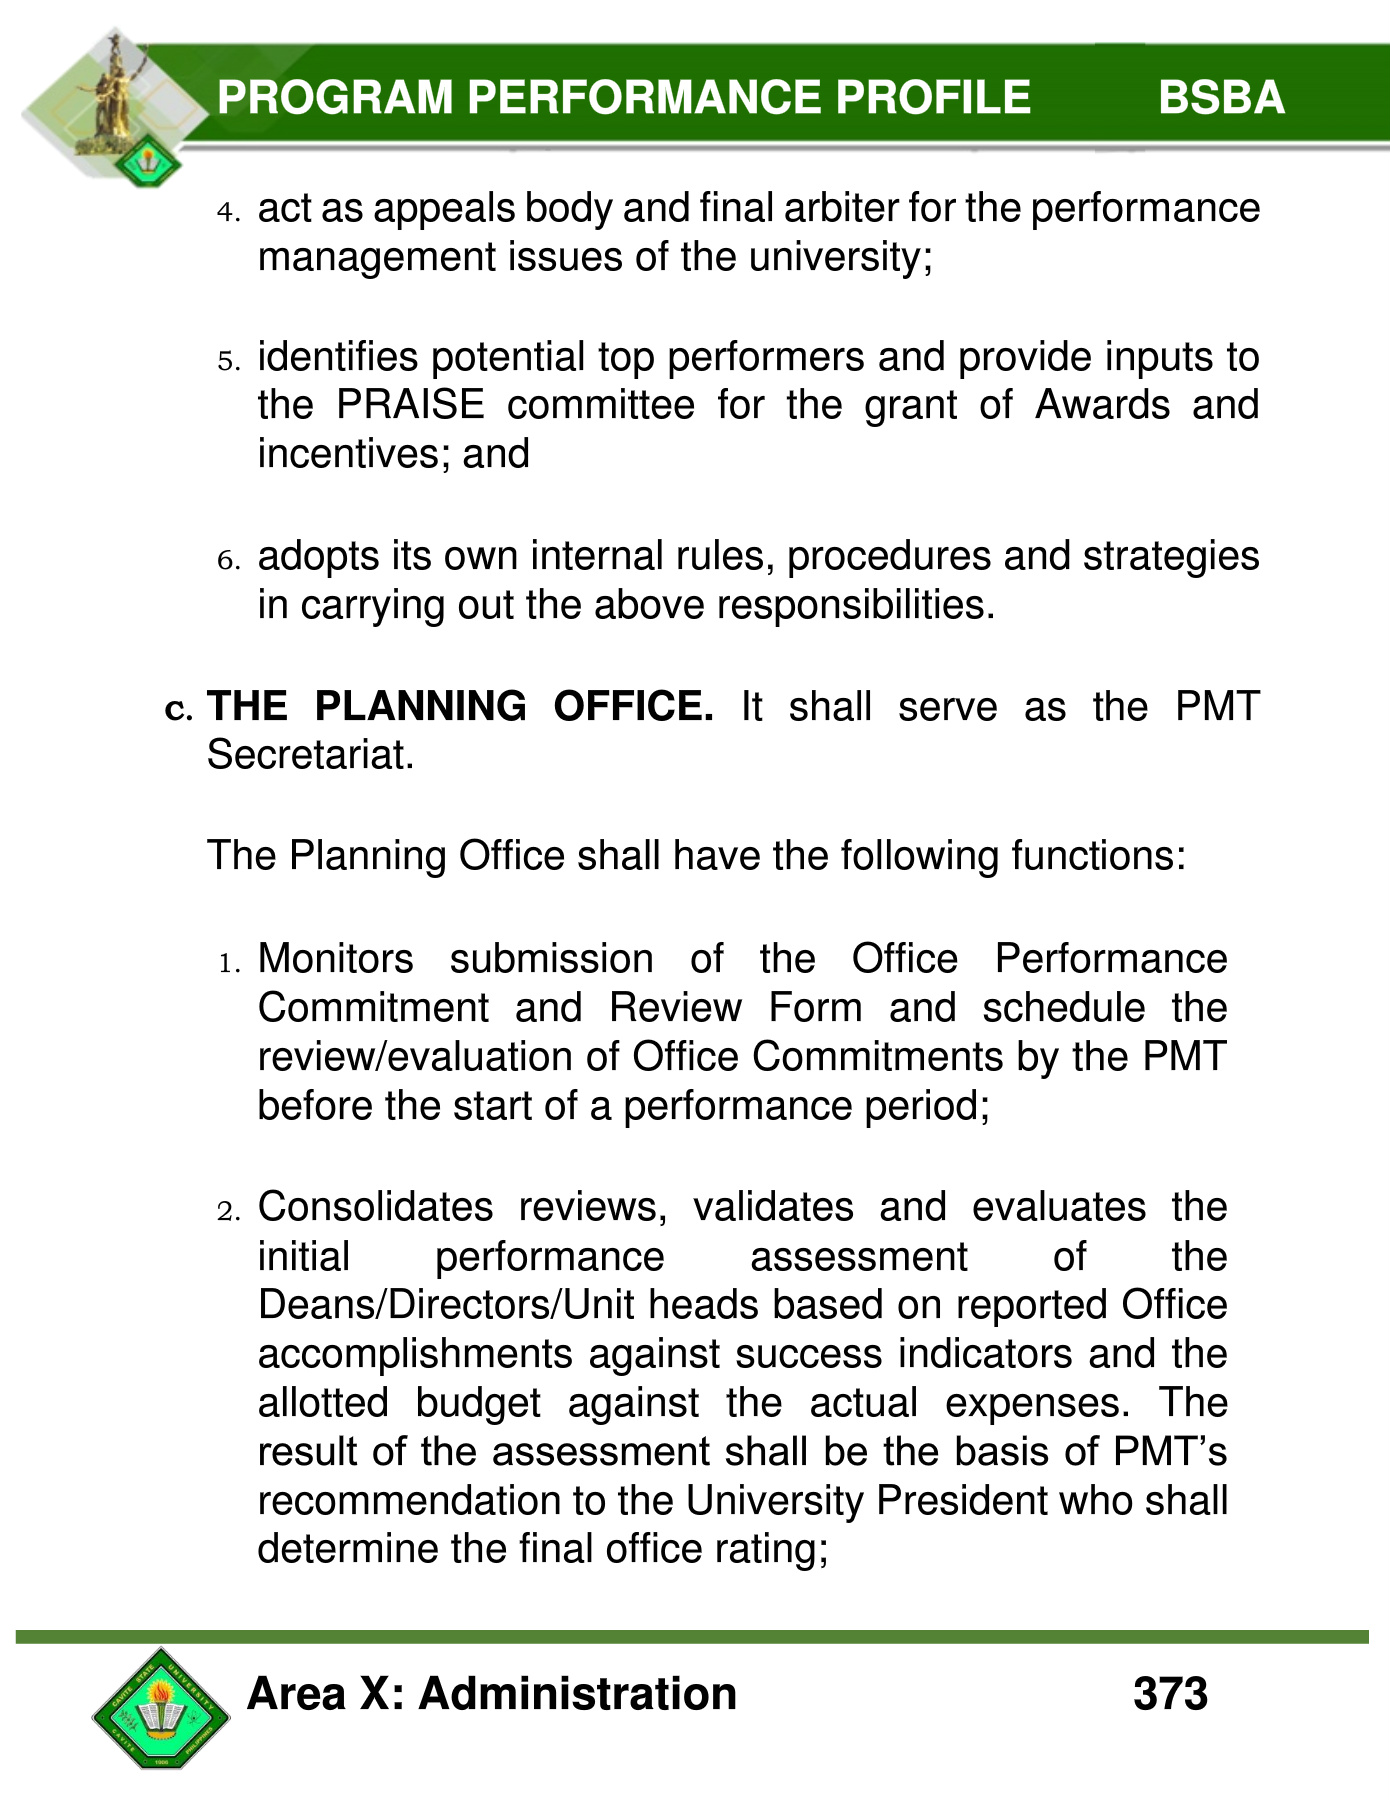 PROGRAM PERFORMANCE PROFILE BSBA
4. act as appeals body and final arbiter for the performance
management issues of the university;
5. identifies potential top performers and provide inputs to
the PRAISE committee for the grant of Awards and
incentives; and
6. adopts its own internal rules, procedures and strategies
in carrying out the above responsibilities.
c. THE PLANNING OFFICE. It shall serve as the PMT
Secretariat.
The Planning Office shall have the following functions:
1. Monitors submission of the Office Performance
Commitment and Review Form and schedule the
review/evaluation of Office Commitments by the PMT
before the start of a performance period;
2. Consolidates reviews, validates and evaluates the
initial performance assessment of the
Deans/Directors/Unit heads based on reported Office
accomplishments against success indicators and the
allotted budget against the actual expenses. The
result of the assessment shall be the basis of PMT’s
recommendation to the University President who shall
determine the final office rating;
CAVITE STATE UNIVERSITY
CAVITE 1906 PHILIPPINES
Area X: Administration 373